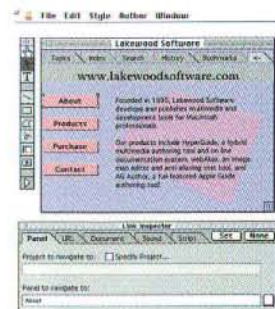 File Edit Style Author Window
Lakewood Software
Topics Index Search History Bookmarks
www.lakewoodsoftware.com
About
Products
Purchase
Contact
Founded in 1995, Lakewood Software
develops and publishes multimedia and
development tools for Macintosh
professionals.
Our products include HyperGuide, a hybrid
multimedia authoring tool and on line
documentation system, webAlias, an image
map editor and anti-aliasing text tool, and
AG Author, a full-featured Apple Guide
authoring tool
Link Inspector
Panel URL Document Sound Script Set None
Project to navigate to: Specify Project...
Panel to navigate to:
About